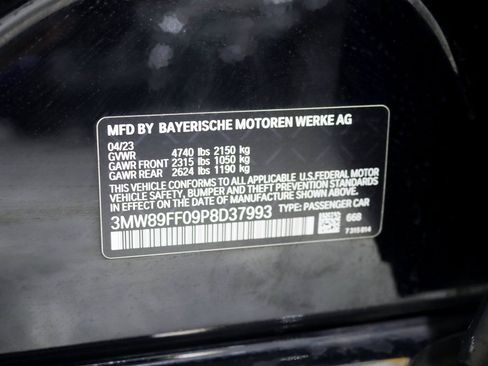 MFD BY BAYERISCHE MOTOREN WERKE AG
04/23
GVWR 4740 lbs 2150 kg
GAWR FRONT 2315 lbs 1050 kg
GAWR REAR 2624 lbs 1190 kg
THIS VEHICLE CONFORMS TO ALL APPLICABLE U.S.FEDERAL MOTOR
VEHICLE SAFETY, BUMPER, AND THEFT PREVENTION STANDARDS
IN EFFECT ON THE DATE OF MANUFACTURE SHOWN ABOVE.
3MW89FF09P8D37993 TYPE: PASSENGER CAR
668
7 315 814